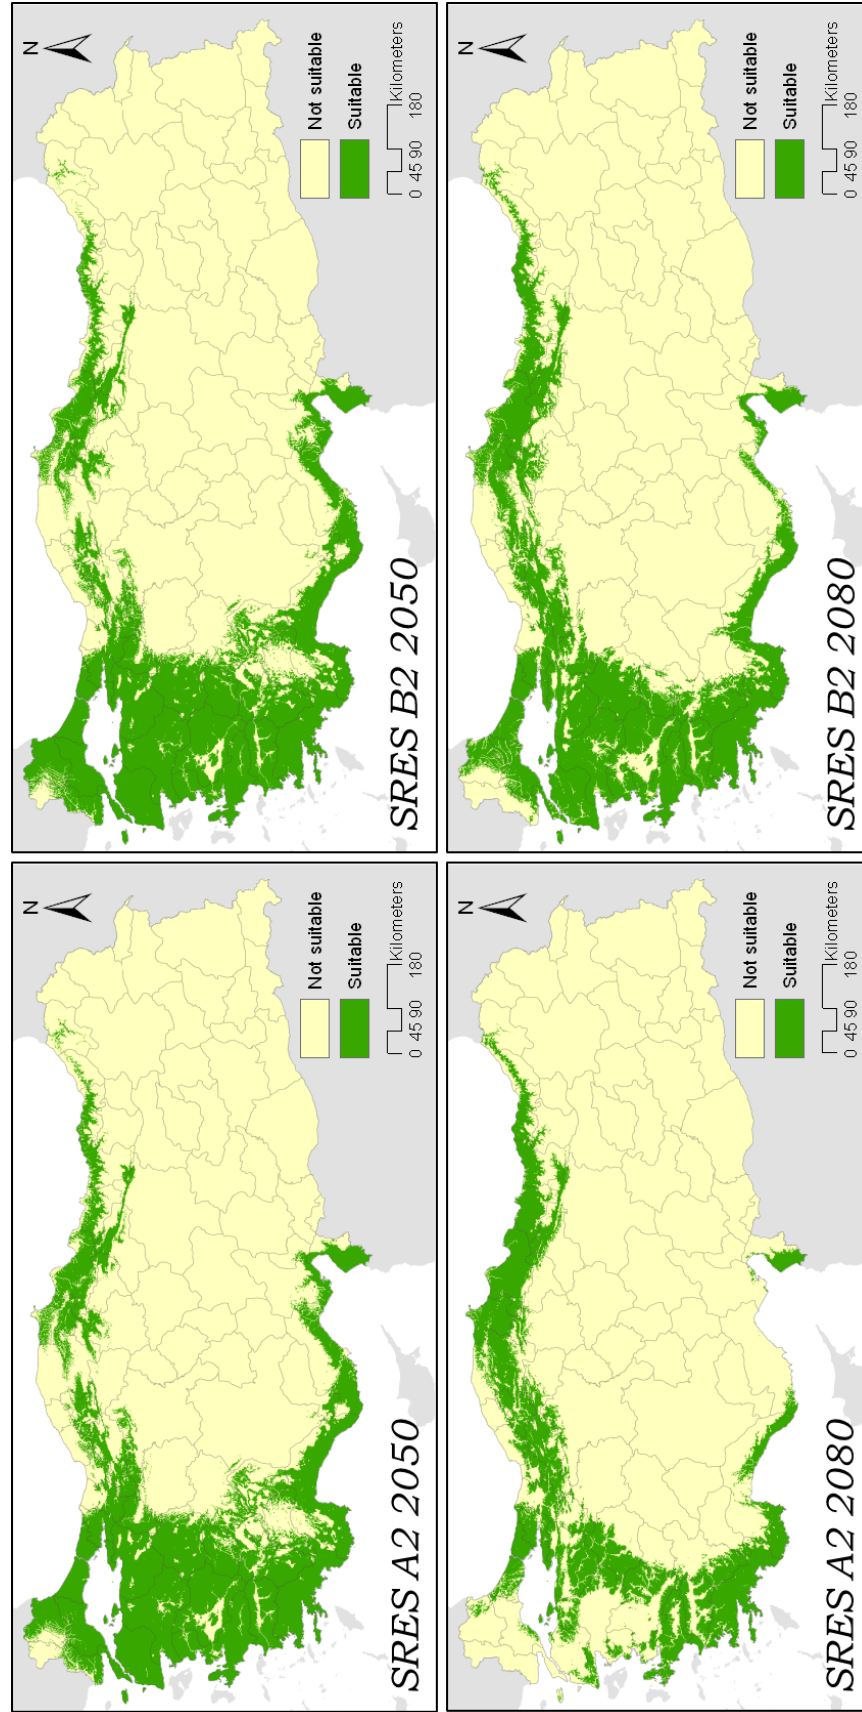 N
Not suitable
Suitable
0 45 90 180
Kilometers
SRES A2 2050
N
Not suitable
Suitable
0 45 90 180
Kilometers
SRES A2 2080
N
Not suitable
Suitable
0 45 90 180
Kilometers
SRES B2 2050
N
Not suitable
Suitable
0 45 90 180
Kilometers
SRES B2 2080